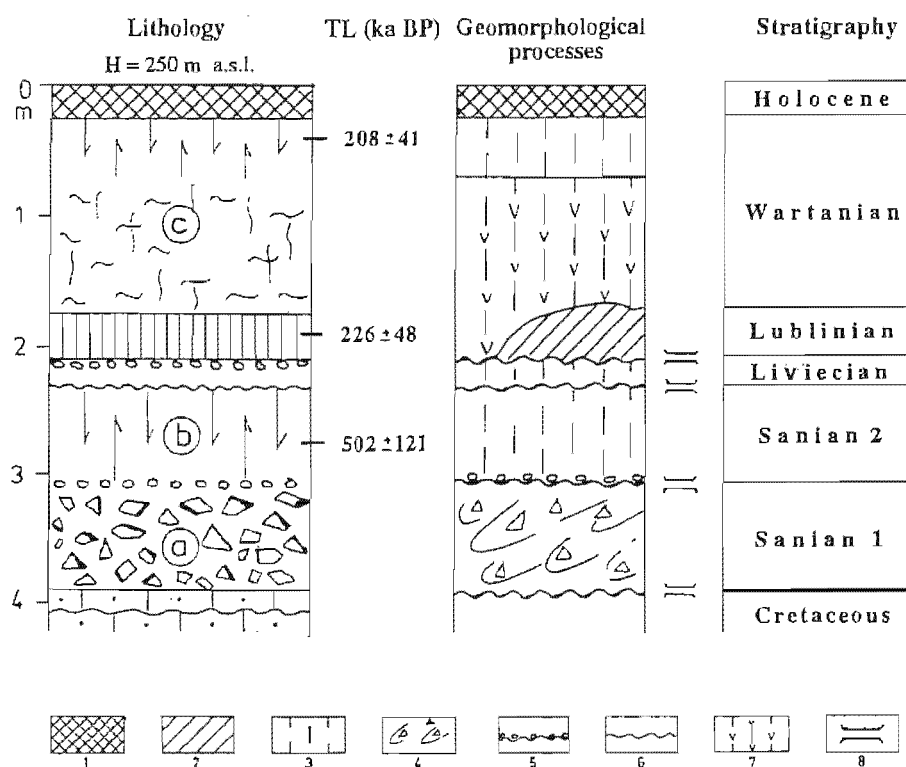 Lithology
TL (ka BP)
Geomorphological
processes
Stratigraphy
H = 250 m a.s.l.
0
m
Holocene
208 ± 41
1
c
Wartanian
226 ± 48
2
Lublinian
Liviecian
b
502 ± 121
Sanian 2
3
a
Sanian 1
4
Cretaceous
1 2 3 4 5 6 7 8